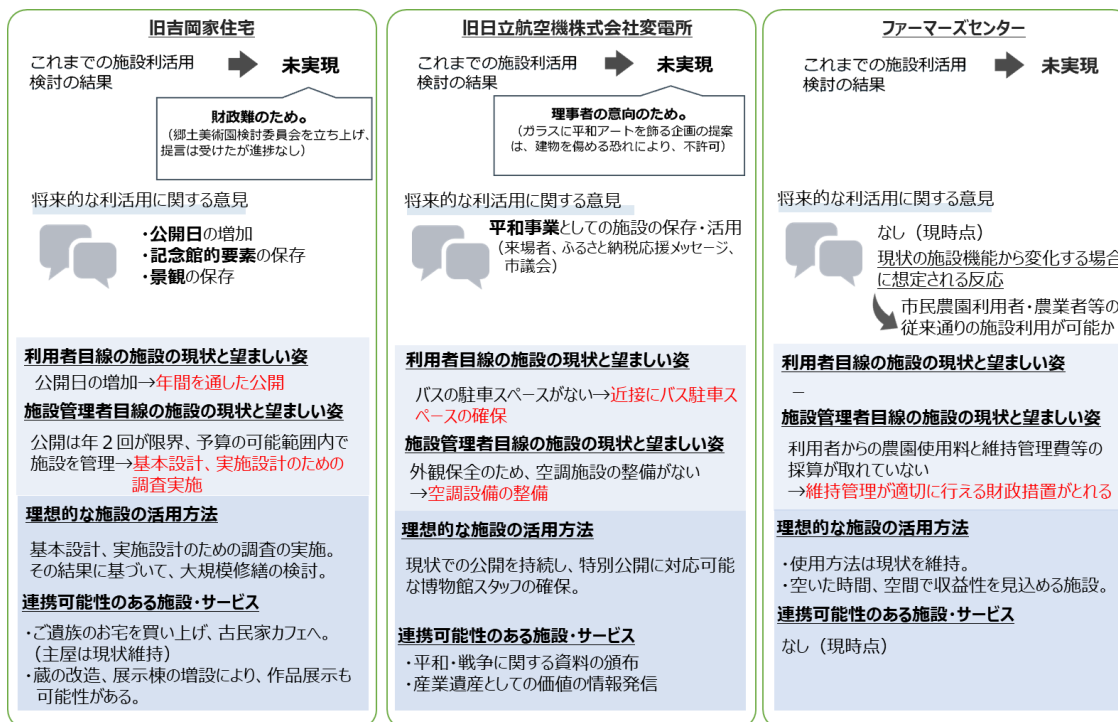 旧吉岡家住宅
これまでの施設利活用
検討の結果
未実現
財政難のため。
（郷土美術園検討委員会を立ち上げ、
提言は受けたが進捗なし）
将来的な利活用に関する意見
・公開日の増加
・記念館的要素の保存
・景観の保存
利用者目線の施設の現状と望ましい姿
公開日の増加→年間を通した公開
施設管理者目線の施設の現状と望ましい姿
公開は年２回が限界、予算の可能範囲内で
施設を管理→基本設計、実施設計のための
調査実施
理想的な施設の活用方法
基本設計、実施設計のための調査の実施。
その結果に基づいて、大規模修繕の検討。
連携可能性のある施設・サービス
・ご遺族のお宅を買い上げ、古民家カフェへ。
（主屋は現状維持）
・蔵の改造、展示棟の増設により、作品展示も
可能性がある。
旧日立航空機株式会社変電所
これまでの施設利活用
検討の結果
未実現
理事者の意向のため。
（ガラスに平和アートを飾る企画の提案
は、建物を傷める恐れにより、不許可）
将来的な利活用に関する意見
平和事業としての施設の保存・活用
（来場者、ふるさと納税応援メッセージ、
市議会）
利用者目線の施設の現状と望ましい姿
バスの駐車スペースがない→近接にバス駐車ス
ペースの確保
施設管理者目線の施設の現状と望ましい姿
外観保全のため、空調施設の整備がない
→空調設備の整備
理想的な施設の活用方法
現状での公開を持続し、特別公開に対応可能
な博物館スタッフの確保。
連携可能性のある施設・サービス
・平和・戦争に関する資料の頒布
・産業遺産としての価値の情報発信
ファーマーズセンター
これまでの施設利活用
検討の結果
未実現
将来的な利活用に関する意見
なし（現時点）
現状の施設機能から変化する場合
に想定される反応
市民農園利用者・農業者等の
従来通りの施設利用が可能か
利用者目線の施設の現状と望ましい姿
－
施設管理者目線の施設の現状と望ましい姿
利用者からの農園使用料と維持管理費等の
採算が取れていない
→維持管理が適切に行える財政措置がとれる
理想的な施設の活用方法
・使用方法は現状を維持。
・空いた時間、空間で収益性を見込める施設。
連携可能性のある施設・サービス
なし（現時点）